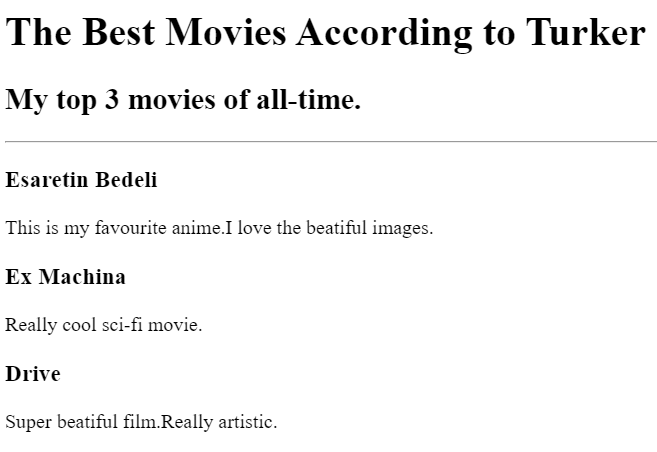 The Best Movies According to Turker
My top 3 movies of all-time.
Esaretin Bedeli
This is my favourite anime.I love the beatiful images.
Ex Machina
Really cool sci-fi movie.
Drive
Super beatiful film.Really artistic.